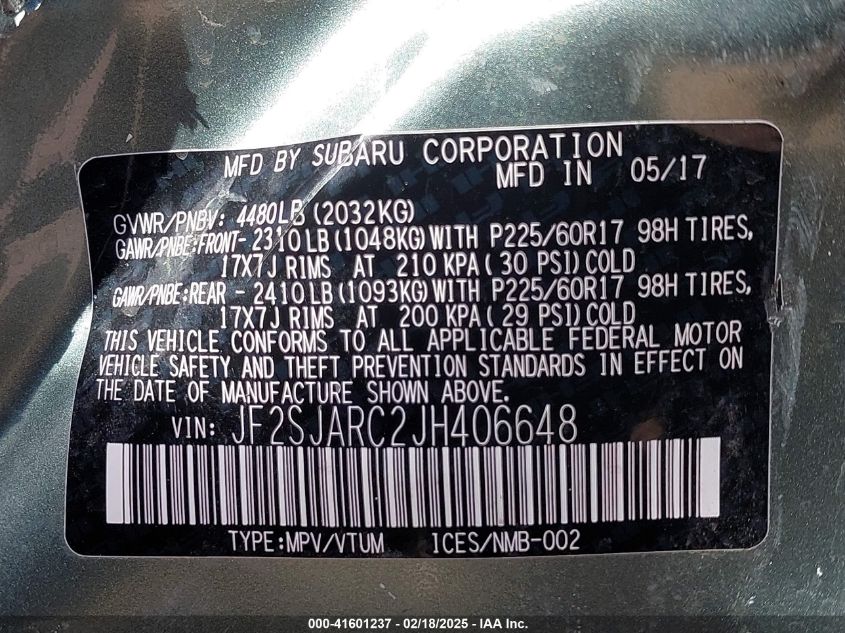 MFD BY SUBARU CORPORATION
MFD IN 05/17
GVWR/PNBV: 4480LB (2032KG)
GAWR/PNBE:FRONT- 2310 LB (1048KG) WITH P225/60R17 98H TIRES,
17X7J RIMS AT 210 KPA ( 30 PSI) COLD
GAWR/PNBE:REAR - 2410 LB (1093KG) WITH P225/60R17 98H TIRES,
17X7J RIMS AT 200 KPA (29 PSI) COLD
THIS VEHICLE CONFORMS TO ALL APPLICABLE FEDERAL MOTOR
VEHICLE SAFETY AND THEFT PREVENTION STANDARDS IN EFFECT ON
THE DATE OF MANUFACTURE SHOWN ABOVE.
VIN: JF2SJARC2JH406648
TYPE:MPV/VTUM ICES/NMB-002
000-41601237 - 02/18/2025 - IAA Inc.